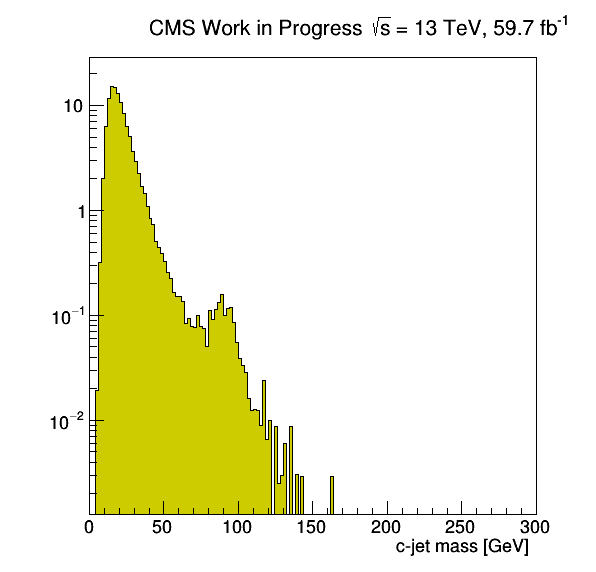 CMS Work in Progress √s = 13 TeV, 59.7 fb⁻¹
10
1
10⁻¹
10⁻²
0 50 100 150 200 250 300
c-jet mass [GeV]